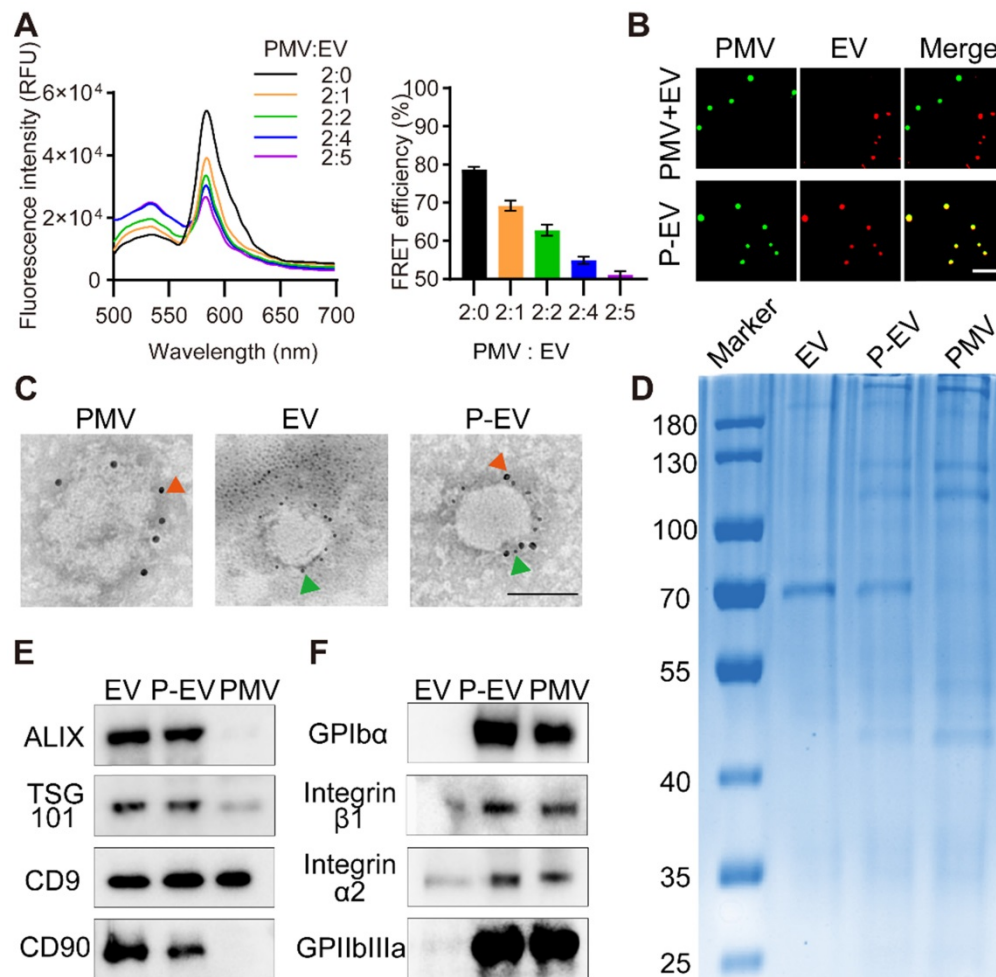 A
PMV:EV
2:0
2:1
2:2
2:4
2:5
Fluorescence intensity (RFU)
6×10⁴
4×10⁴
2×10⁴
0
500 550 600 650 700
Wavelength (nm)
FRET efficiency (%)
100
90
80
70
60
50
2:0 2:1 2:2 2:4 2:5
PMV : EV
B
PMV EV Merge
PMV+EV
P-EV
C
PMV EV P-EV
D
Marker EV P-EV PMV
180
130
100
70
55
40
35
25
E
EV P-EV PMV
ALIX
TSG
101
CD9
CD90
F
EV P-EV PMV
GPIbα
Integrin
β1
Integrin
α2
GPIIbIIIa